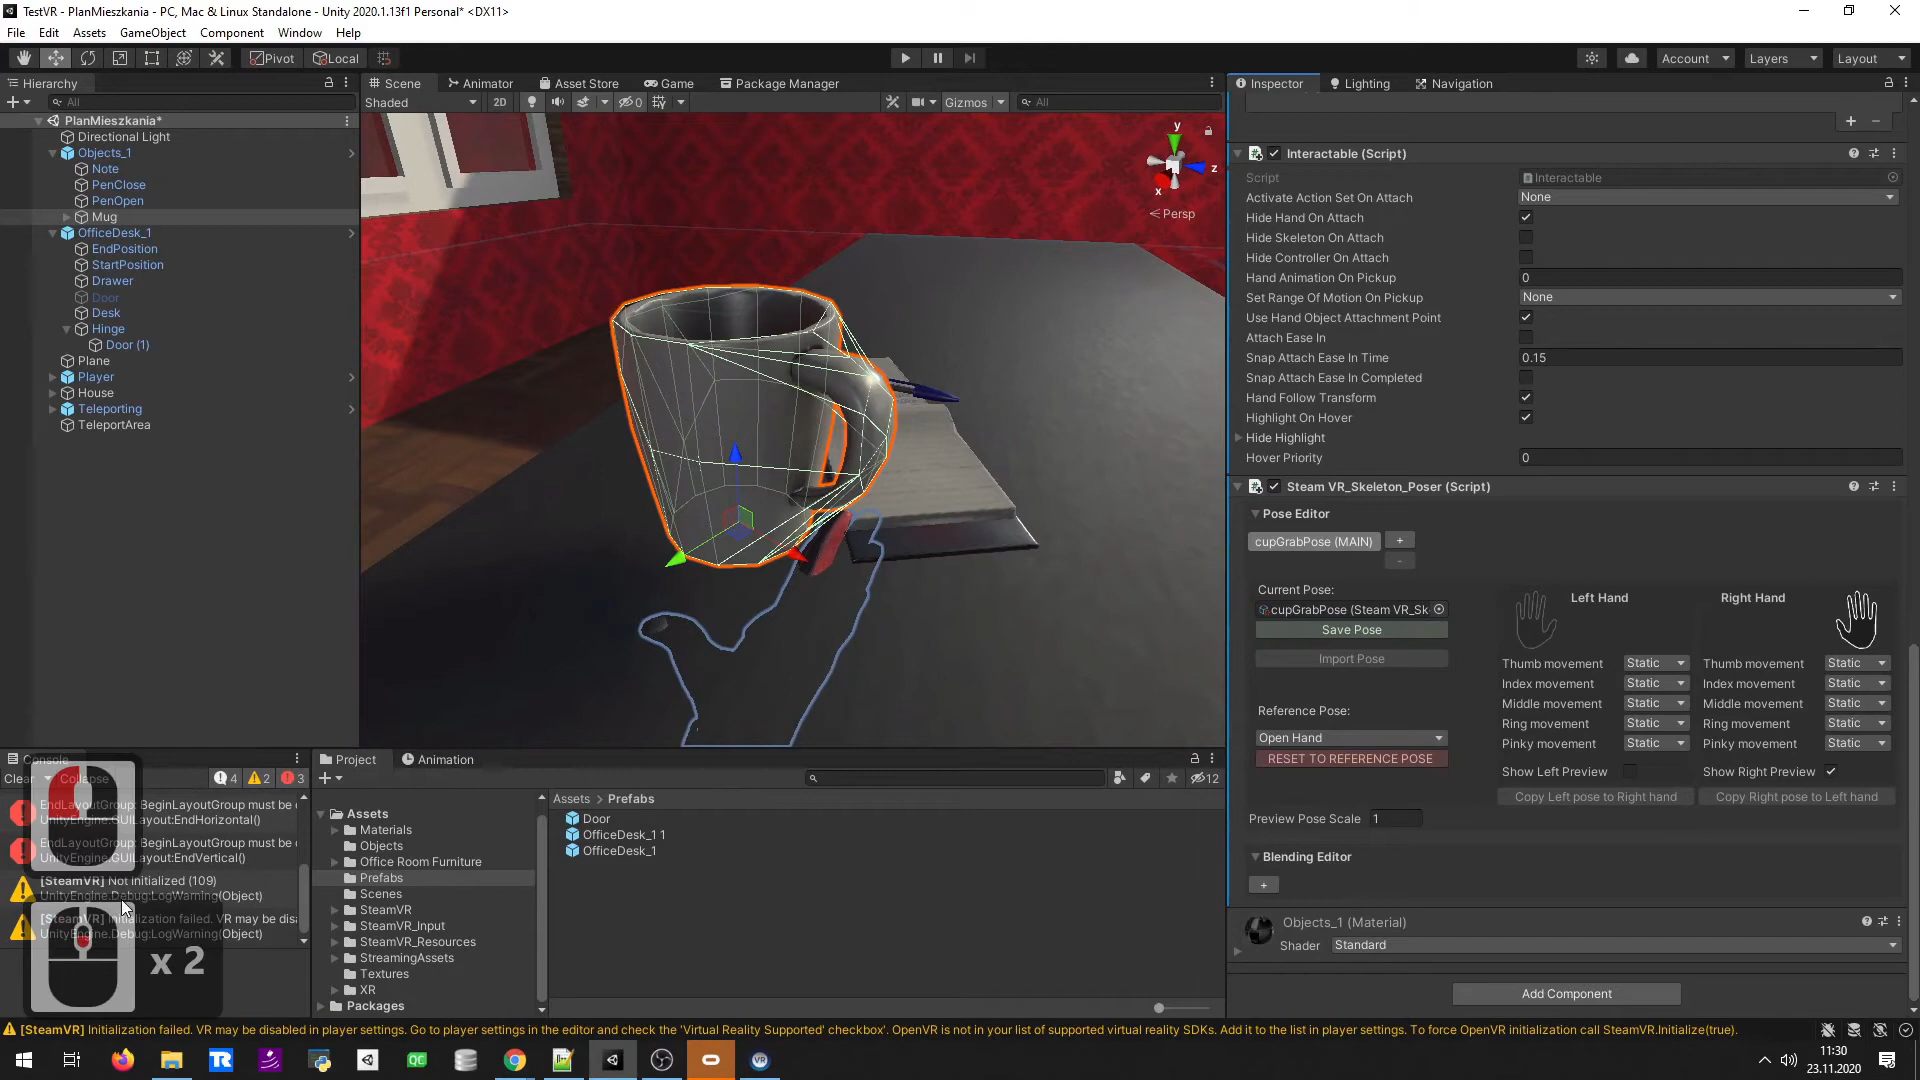 TestVR - PlanMieszkania - PC, Mac & Linux Standalone - Unity 2020.1.13f1 Personal* <DX11>
File Edit Assets GameObject Component Window Help
Pivot Local Account Layers Layout
Hierarchy
All
PlanMieszkania*
Directional Light
Objects_1
Note
PenClose
PenOpen
Mug
OfficeDesk_1
EndPosition
StartPosition
Drawer
Door
Desk
Hinge
Door (1)
Plane
Player
House
Teleporting
TeleportArea
Scene Animator Asset Store Game Package Manager
Shaded 2D 0 Gizmos All
y
z
x
Persp
Inspector Lighting Navigation
Interactable (Script)
Script Interactable
Activate Action Set On Attach None
Hide Hand On Attach
Hide Skeleton On Attach
Hide Controller On Attach
Hand Animation On Pickup 0
Set Range Of Motion On Pickup None
Use Hand Object Attachment Point
Attach Ease In
Snap Attach Ease In Time 0.15
Snap Attach Ease In Completed
Hand Follow Transform
Highlight On Hover
Hide Highlight
Hover Priority 0
Steam VR_Skeleton_Poser (Script)
Pose Editor
cupGrabPose (MAIN) +
-
Current Pose:
cupGrabPose (Steam VR_Sk
Save Pose
Import Pose
Reference Pose:
Open Hand
RESET TO REFERENCE POSE
Left Hand Right Hand
Thumb movement Static Thumb movement Static
Index movement Static Index movement Static
Middle movement Static Middle movement Static
Ring movement Static Ring movement Static
Pinky movement Static Pinky movement Static
Show Left Preview Show Right Preview
Copy Left pose to Right hand Copy Right pose to Left hand
Preview Pose Scale 1
Blending Editor
+
Objects_1 (Material)
Shader Standard
Add Component
Console
Clear Collapse 4 2 3
EndLayoutGroup: BeginLayoutGroup must be
UnityEngine.GUILayout:EndHorizontal()
EndLayoutGroup: BeginLayoutGroup must be
UnityEngine.GUILayout:EndVertical()
[SteamVR] Not initialized (109)
UnityEngine.Debug:LogWarning(Object)
[SteamVR] Initialization failed. VR may be disa
UnityEngine.Debug:LogWarning(Object)
x 2
Project Animation
12
Assets
Materials
Objects
Office Room Furniture
Prefabs
Scenes
SteamVR
SteamVR_Input
SteamVR_Resources
StreamingAssets
Textures
XR
Packages
Assets > Prefabs
Door
OfficeDesk_1 1
OfficeDesk_1
[SteamVR] Initialization failed. VR may be disabled in player settings. Go to player settings in the editor and check the 'Virtual Reality Supported' checkbox'. OpenVR is not in your list of supported virtual reality SDKs. Add it to the list in player settings. To force OpenVR initialization call SteamVR.Initialize(true).
TR QC VR
11:30
23.11.2020